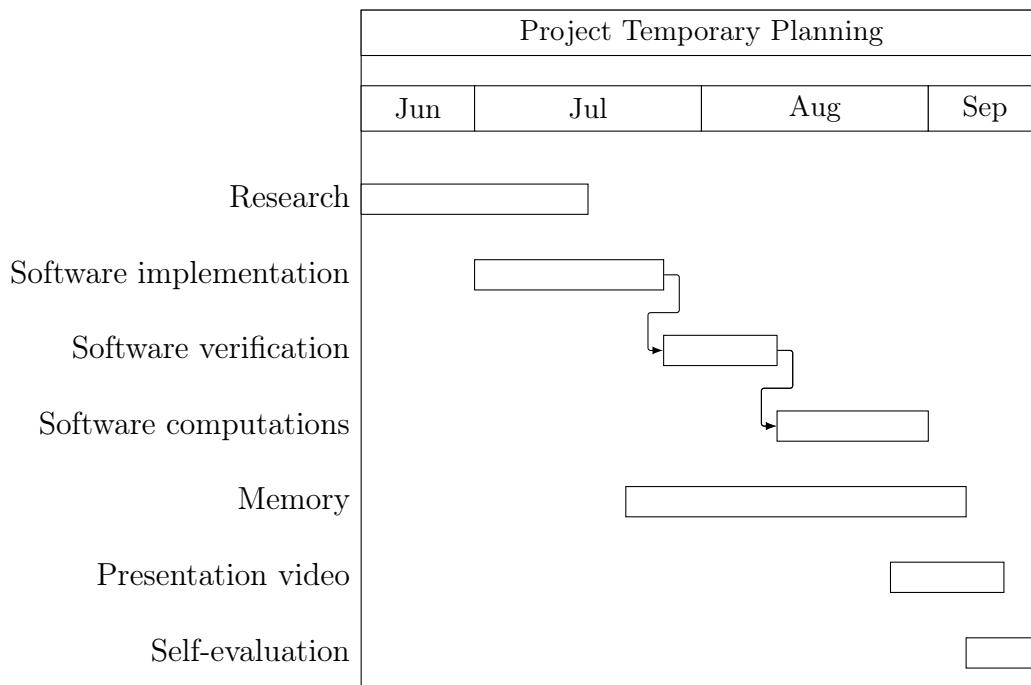 Project Temporary Planning
Jun Jul Aug Sep
Research
Software implementation
Software verification
Software computations
Memory
Presentation video
Self-evaluation